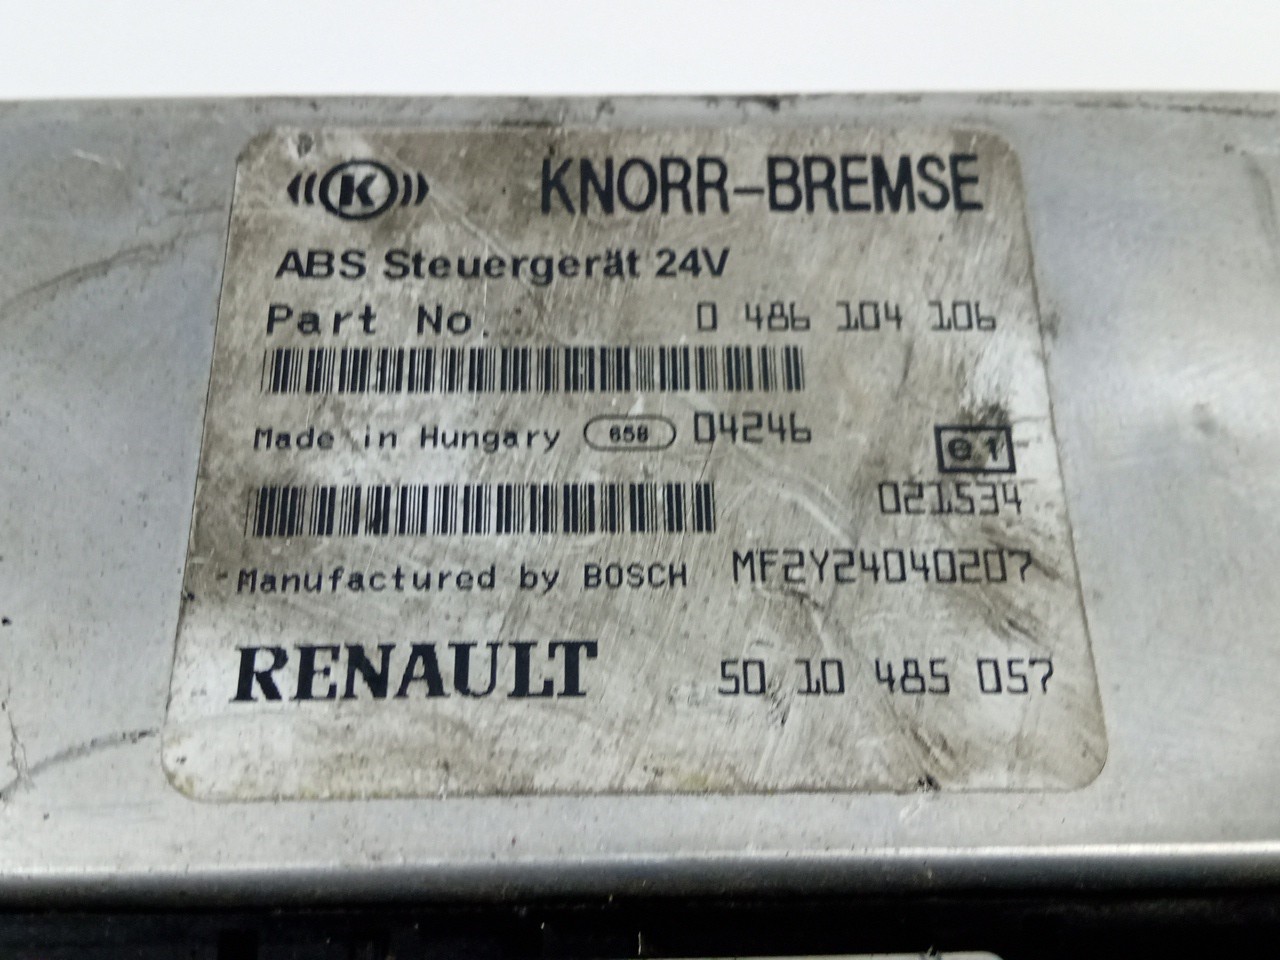 K KNORR-BREMSE
ABS Steuergerät 24V
Part No. 0 486 104 106
Made in Hungary 658 04246
e1
021534
Manufactured by BOSCH MF2Y24040207
RENAULT 50 10 485 057